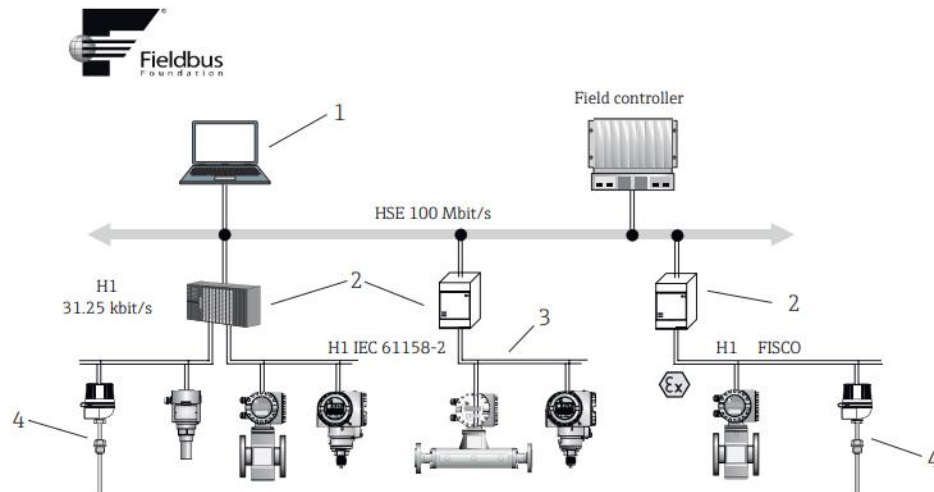 Fieldbus
Foundation
1
Field controller
HSE 100 Mbit/s
H1
31.25 kbit/s
2
2
3
H1 IEC 61158-2
H1 FISCO
Ex
4
4